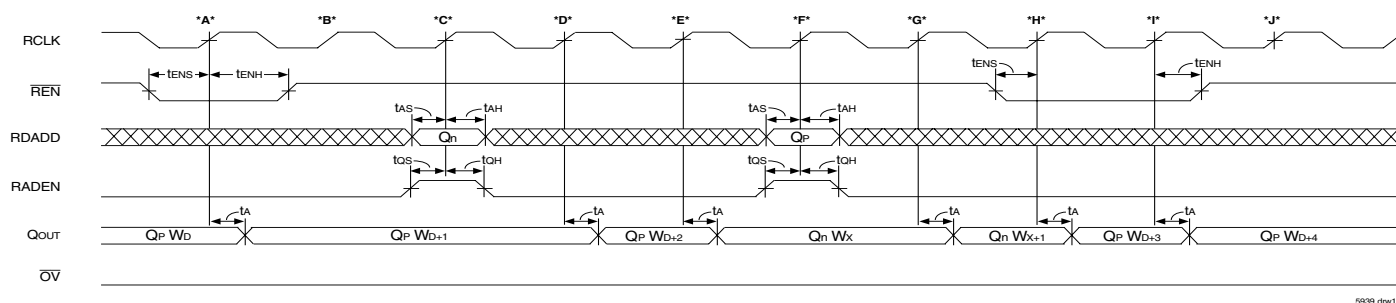 *A* *B* *C* *D* *E* *F* *G* *H* *I* *J*
RCLK
tENS tENH tENS tENH
REN
tAS tAH tAS tAH
RDADD Qn QP
tQS tQH tQS tQH
RADEN
tA tA tA tA tA tA
QOUT QP WD QP WD+1 QP WD+2 Qn WX Qn WX+1 QP WD+3 QP WD+4
OV